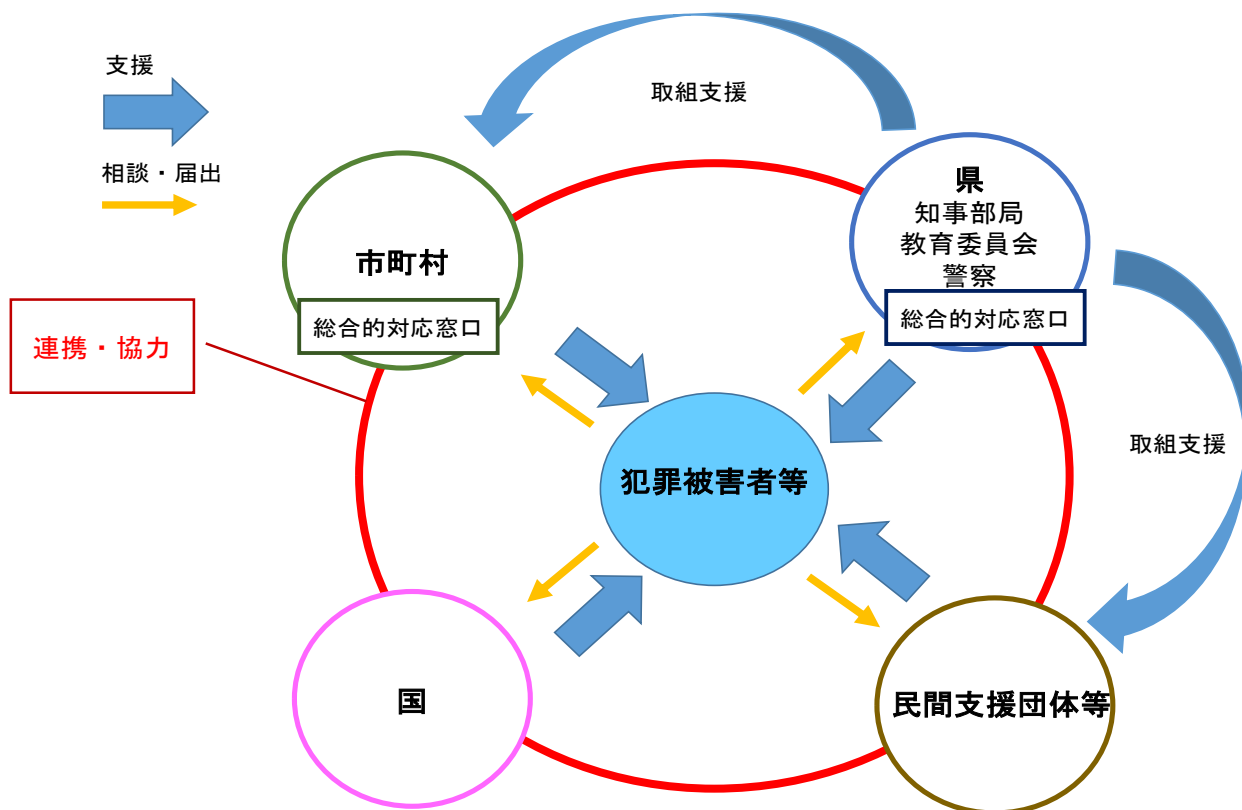 支援
取組支援
相談・届出
県
知事部局
教育委員会
警察
総合的対応窓口
市町村
総合的対応窓口
連携・協力
取組支援
犯罪被害者等
国
民間支援団体等